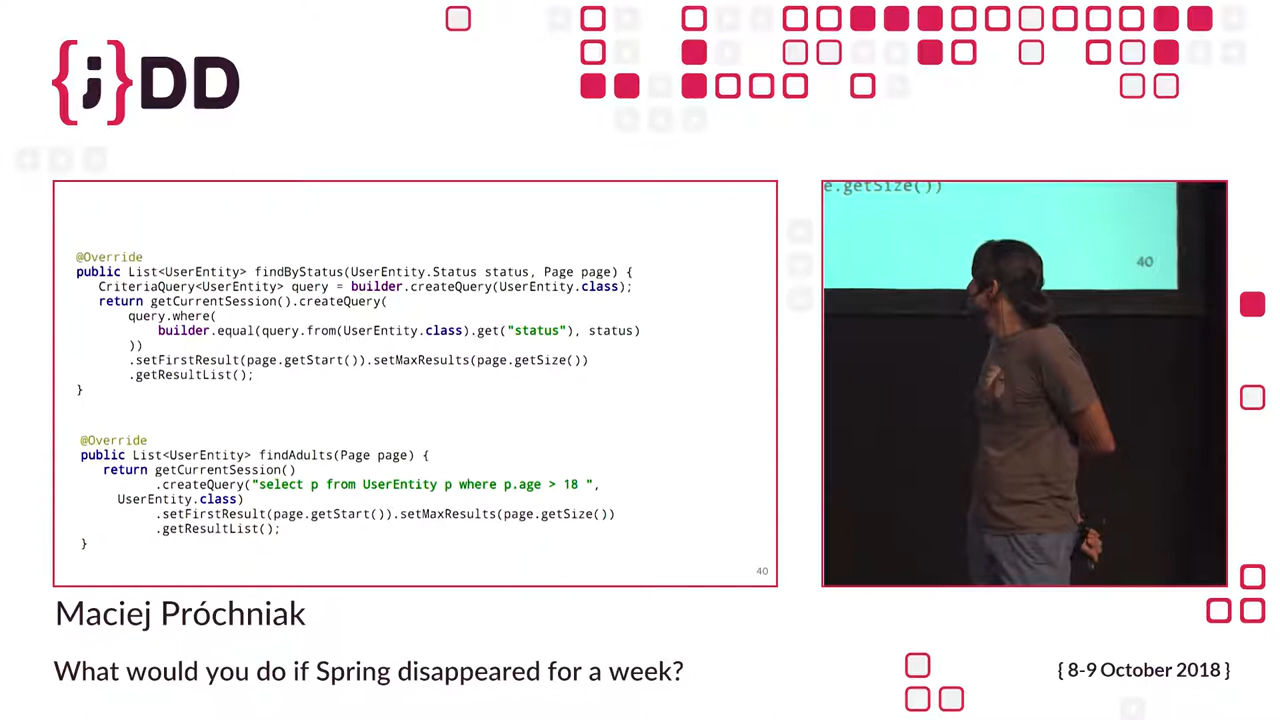 {j}DD
@Override
public List<UserEntity> findByStatus(UserEntity.Status status, Page page) {
CriteriaQuery<UserEntity> query = builder.createQuery(UserEntity.class);
return getCurrentSession().createQuery(
query.where(
builder.equal(query.from(UserEntity.class).get("status"), status)
))
.setFirstResult(page.getStart()).setMaxResults(page.getSize())
.getResultList();
}
@Override
public List<UserEntity> findAdults(Page page) {
return getCurrentSession()
.createQuery("select p from UserEntity p where p.age > 18 ",
UserEntity.class)
.setFirstResult(page.getStart()).setMaxResults(page.getSize())
.getResultList();
}
40
e.getSize())
40
Maciej Próchniak
What would you do if Spring disappeared for a week?
{ 8-9 October 2018 }